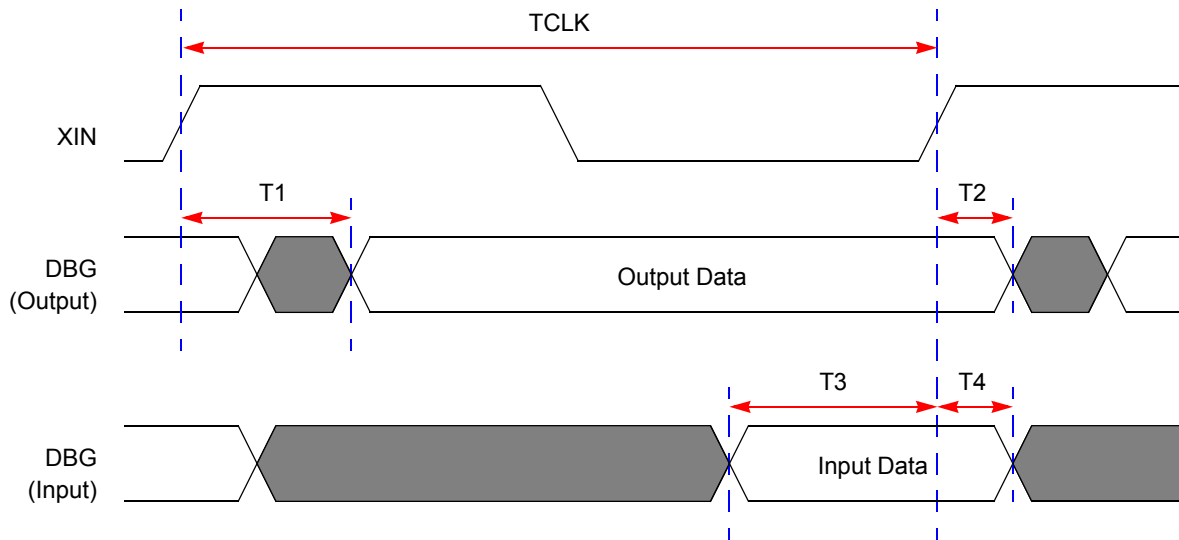 TCLK
XIN
T1
T2
DBG
(Output)
Output Data
T3
T4
DBG
(Input)
Input Data